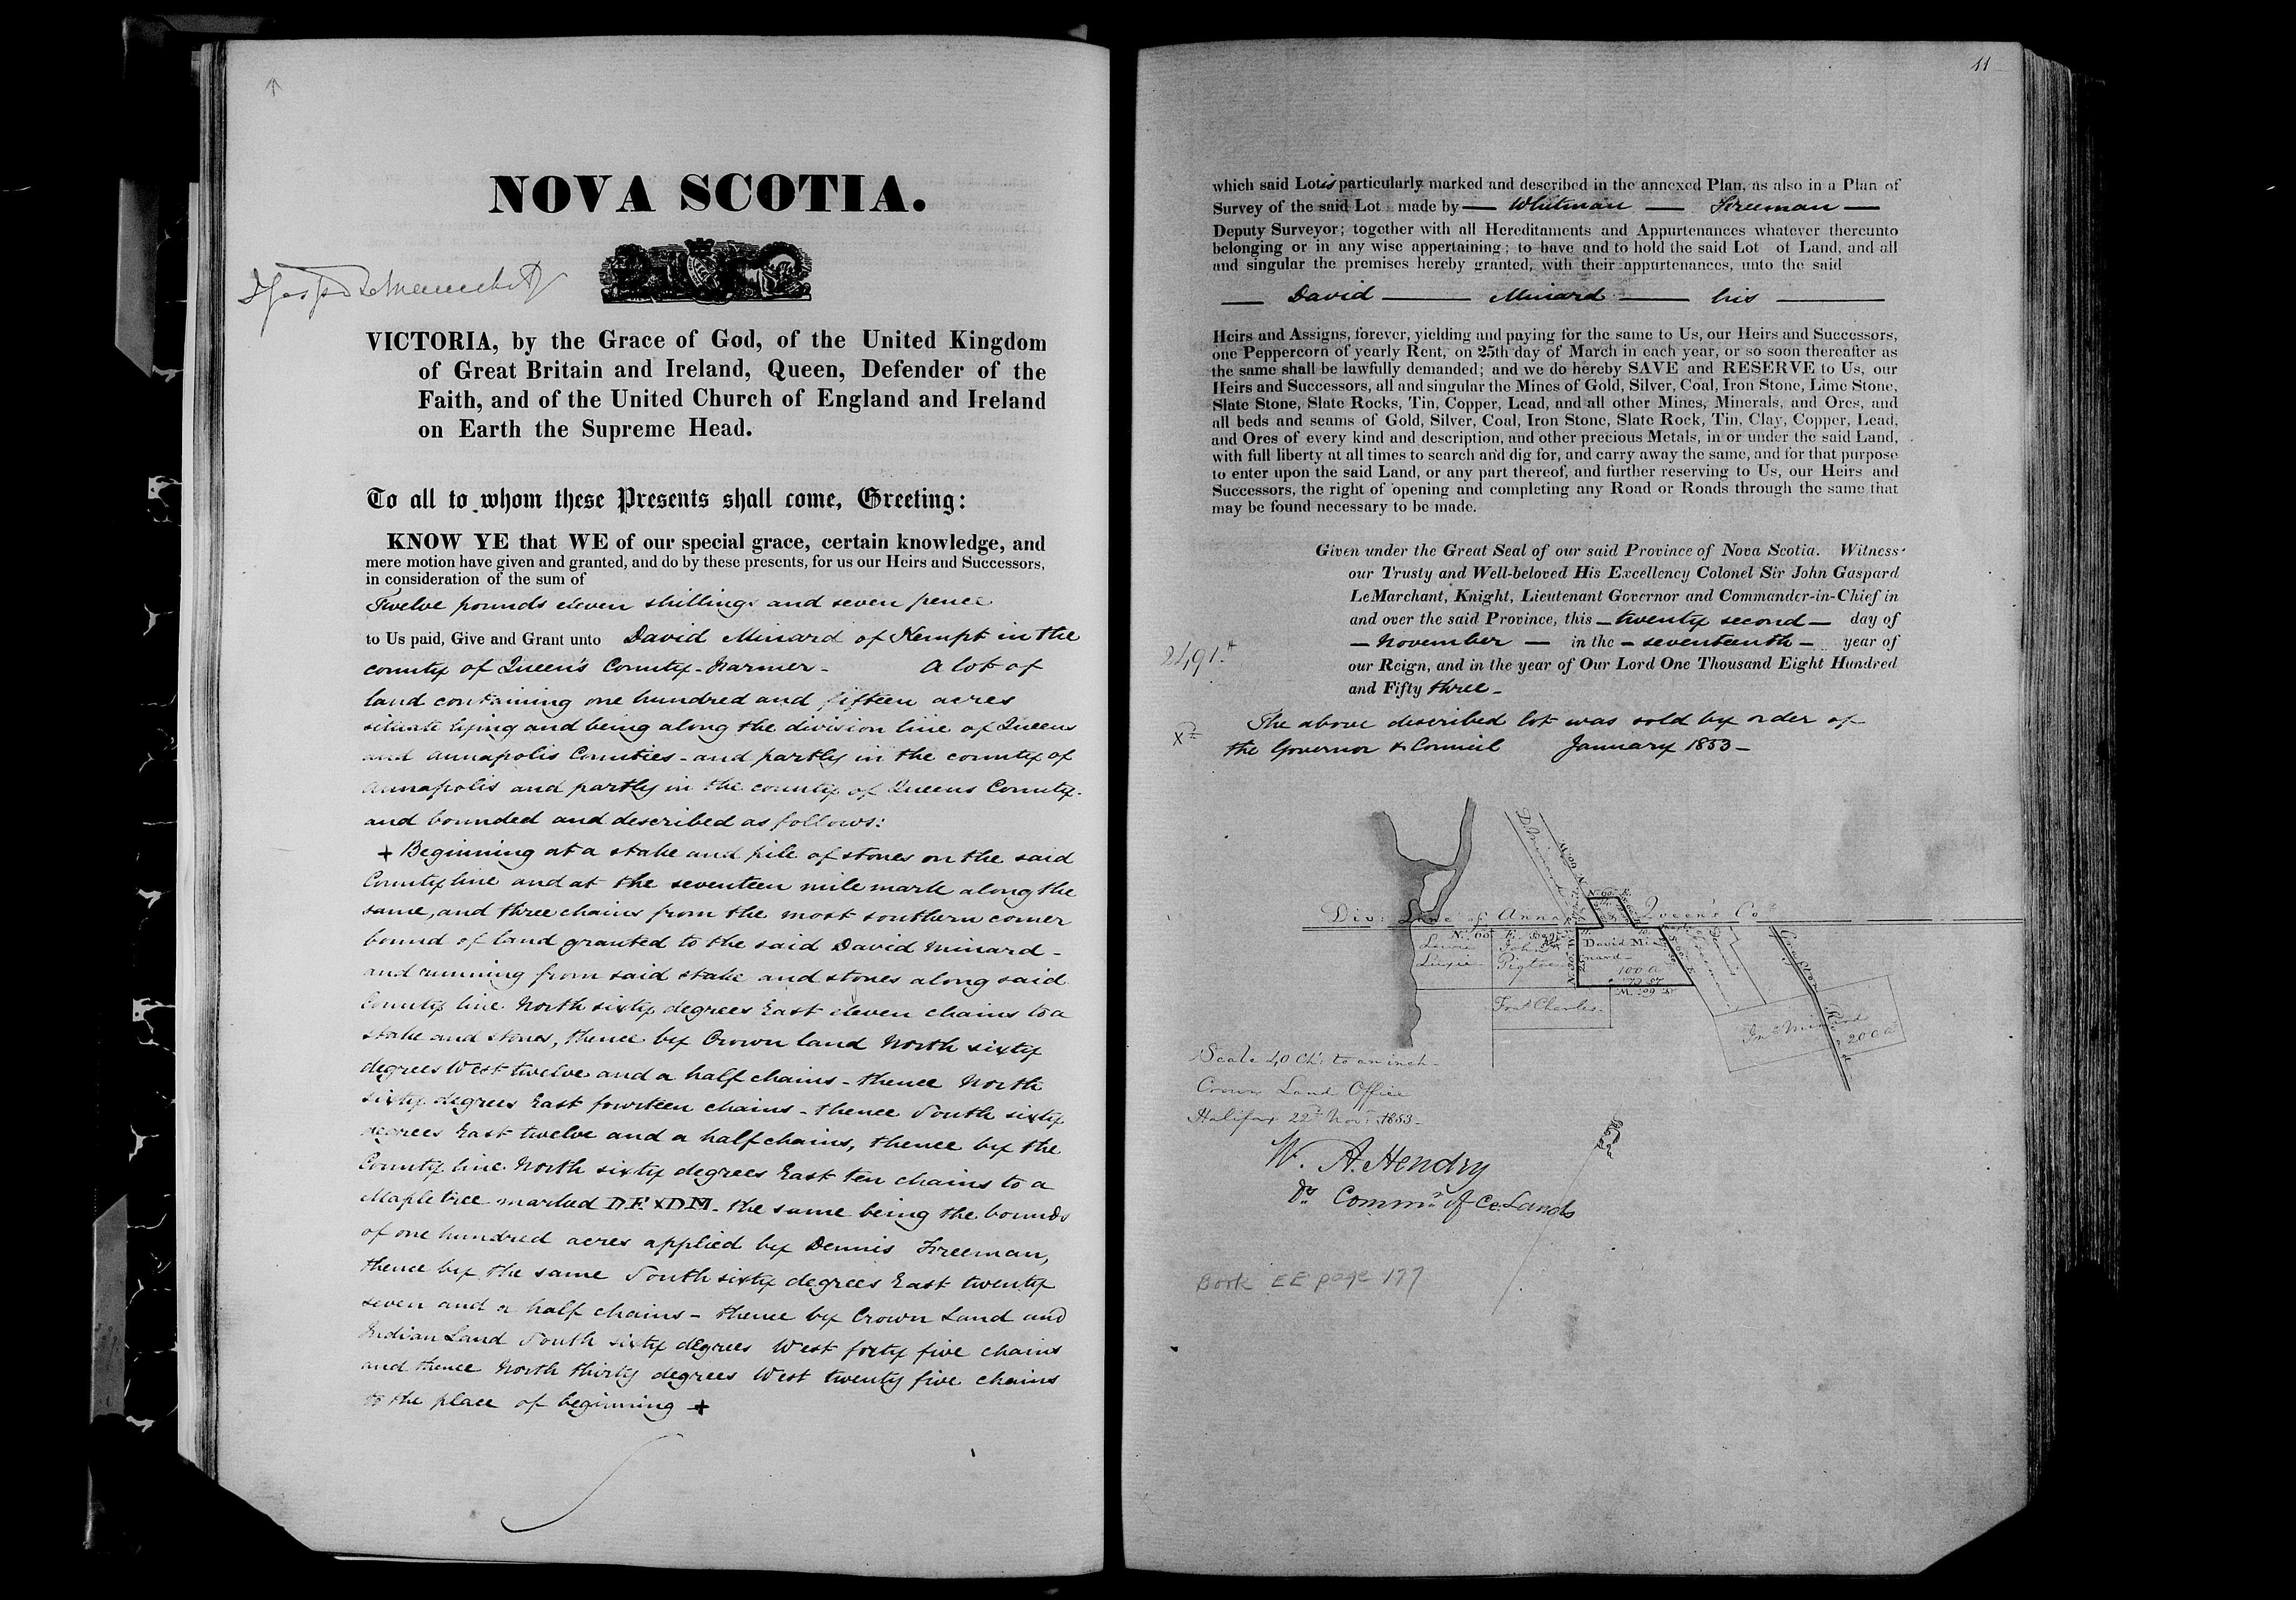 NOVA SCOTIA.
VICTORIA, by the Grace of God, of the United Kingdom
of Great Britain and Ireland, Queen, Defender of the
Faith, and of the United Church of England and Ireland
on Earth the Supreme Head.
To all to whom these Presents shall come, Greeting:
KNOW YE that WE of our special grace, certain knowledge, and
mere motion have given and granted, and do by these presents, for us our Heirs and Successors,
in consideration of the sum of
Twelve pounds eleven shillings and seven pence
to Us paid, Give and Grant unto David Minard of Kempt in the
county of Queen's County - Farmer - A lot of
land containing one hundred and fifteen acres
situate lying and being along the division line of Queens
and Annapolis Counties - and partly in the county of
Annapolis and partly in the county of Queens County -
and bounded and described as follows:
+ Beginning at a stake and pile of stones on the said
County line and at the seventeen mile mark along the
same, and three chains from the most southern corner
bound of land granted to the said David Minard -
and running from said stake and stones along said
County line North sixty degrees East eleven chains to a
stake and stones, thence by Crown land North sixty
degrees West twelve and a half chains - thence North
sixty degrees East fourteen chains - thence South sixty
degrees East twelve and a half chains, thence by the
County line North sixty degrees East ten chains to a
Maple tree marked DF&DM - the same being the bounds
of one hundred acres applied by Dennis Freeman,
thence by the same South sixty degrees East twenty
seven and a half chains - thence by Crown Land and
Indian Land South sixty degrees West forty five chains
and thence North thirty degrees West twenty five chains
to the place of beginning +
11
which said Lot is particularly marked and described in the annexed Plan, as also in a Plan of
Survey of the said Lot made by — Whitman — Freeman —
Deputy Surveyor; together with all Hereditaments and Appurtenances whatever thereunto
belonging or in any wise appertaining; to have and to hold the said Lot of Land, and all
and singular the premises hereby granted, with their appurtenances, unto the said
— David — Minard — his —
Heirs and Assigns, forever, yielding and paying for the same to Us, our Heirs and Successors,
one Peppercorn of yearly Rent, on 25th day of March in each year, or so soon thereafter as
the same shall be lawfully demanded; and we do hereby SAVE and RESERVE to Us, our
Heirs and Successors, all and singular the Mines of Gold, Silver, Coal, Iron Stone, Lime Stone,
Slate Stone, Slate Rocks, Tin, Copper, Lead, and all other Mines, Minerals, and Ores, and
all beds and seams of Gold, Silver, Coal, Iron Stone, Slate Rock, Tin, Clay, Copper, Lead,
and Ores of every kind and description, and other precious Metals, in or under the said Land,
with full liberty at all times to search and dig for, and carry away the same, and for that purpose
to enter upon the said Land, or any part thereof, and further reserving to Us, our Heirs and
Successors, the right of opening and completing any Road or Roads through the same that
may be found necessary to be made.
Given under the Great Seal of our said Province of Nova Scotia. Witness
our Trusty and Well-beloved His Excellency Colonel Sir John Gaspard
LeMarchant, Knight, Lieutenant Governor and Commander-in-Chief in
and over the said Province, this — twenty second — day of
— November — in the — seventeenth — year of
our Reign, and in the year of Our Lord One Thousand Eight Hundred
and Fifty three -
The above described lot was sold by order of
the Governor & Council January 1853 -
Queen's Co
David Mi
nard
100 a
Jno Minard
200 a
Scale 40 Ch. to an inch -
Crown Land Office
Halifax 22d Nov. 1853 -
W. A. Hendry
Dy Commr. of Cr. Lands
Book EE page 177